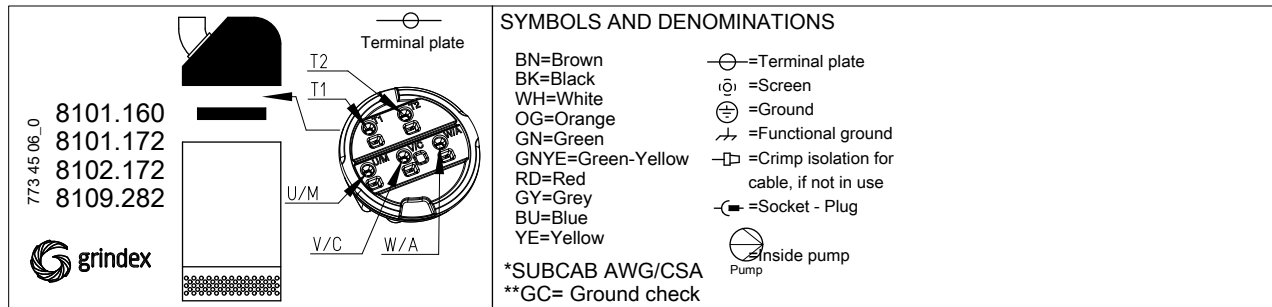 Terminal plate
T2
T1
8101.160
8101.172
8102.172
8109.282
773 45 06_0
T1
T2
U/M
V/C
W/A
U/M
V/C
W/A
grindex
SYMBOLS AND DENOMINATIONS
BN=Brown
BK=Black
WH=White
OG=Orange
GN=Green
GNYE=Green-Yellow
RD=Red
GY=Grey
BU=Blue
YE=Yellow
*SUBCAB AWG/CSA
**GC= Ground check
=Terminal plate
=Screen
=Ground
=Functional ground
=Crimp isolation for
cable, if not in use
=Socket - Plug
=Inside pump
Pump